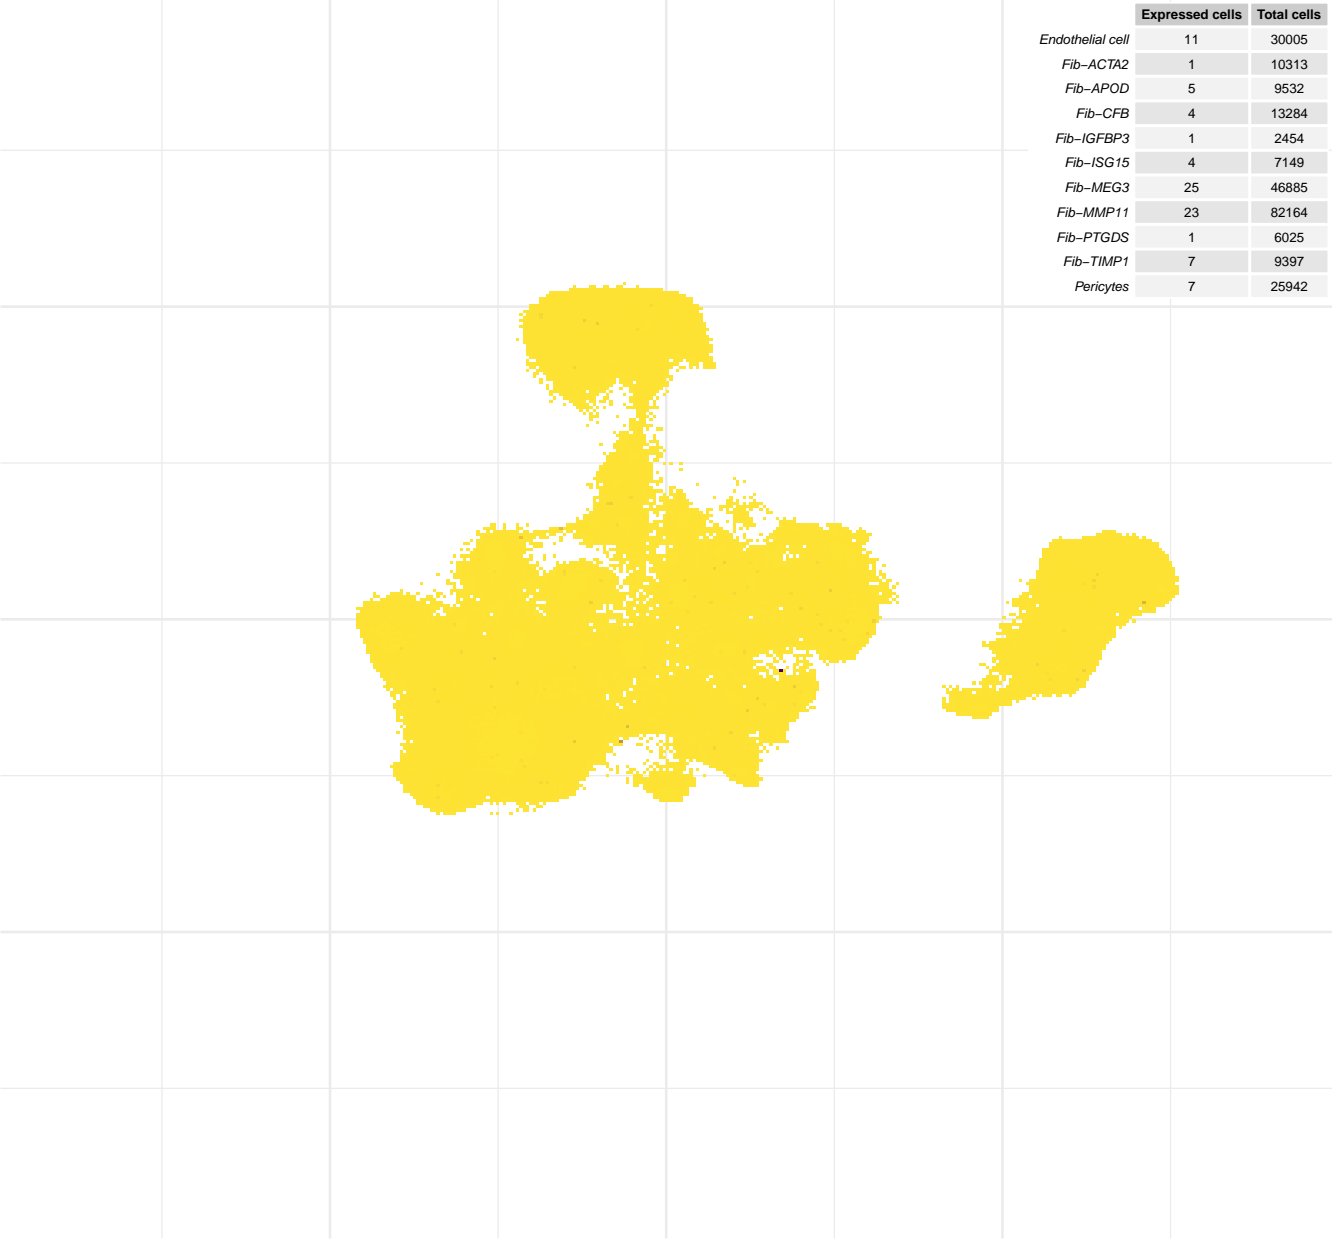 Expressed cells Total cells
Endothelial cell 11 30005
Fib−ACTA2 1 10313
Fib−APOD 5 9532
Fib−CFB 4 13284
Fib−IGFBP3 1 2454
Fib−ISG15 4 7149
Fib−MEG3 25 46885
Fib−MMP11 23 82164
Fib−PTGDS 1 6025
Fib−TIMP1 7 9397
Pericytes 7 25942